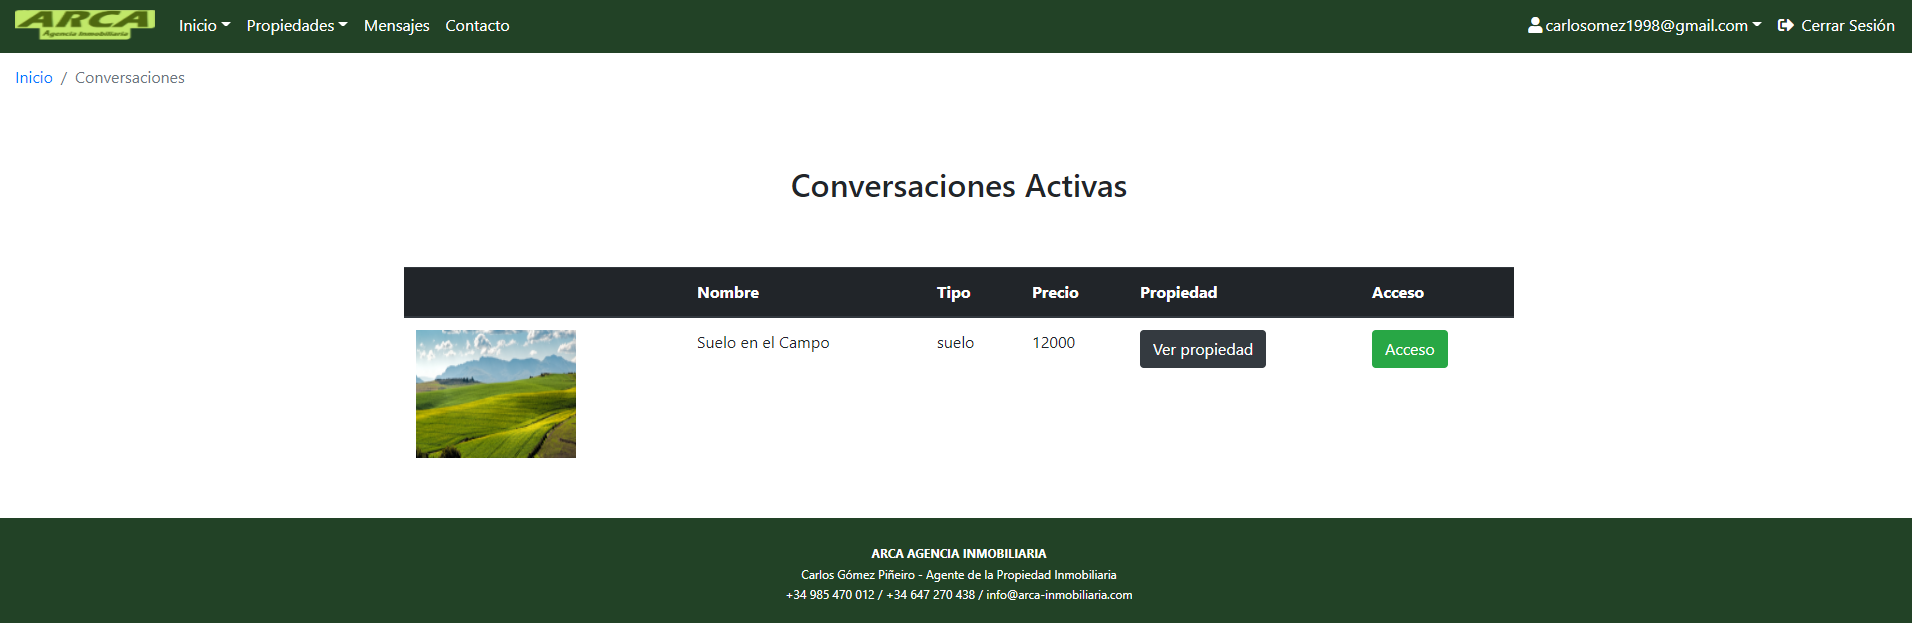 ARCA
Agencia Inmobiliaria
Inicio Propiedades Mensajes Contacto carlosomez1998@gmail.com Cerrar Sesión
Inicio / Conversaciones
Conversaciones Activas
Nombre Tipo Precio Propiedad Acceso
Suelo en el Campo suelo 12000 Ver propiedad Acceso
ARCA AGENCIA INMOBILIARIA
Carlos Gómez Piñeiro - Agente de la Propiedad Inmobiliaria
+34 985 470 012 / +34 647 270 438 / info@arca-inmobiliaria.com